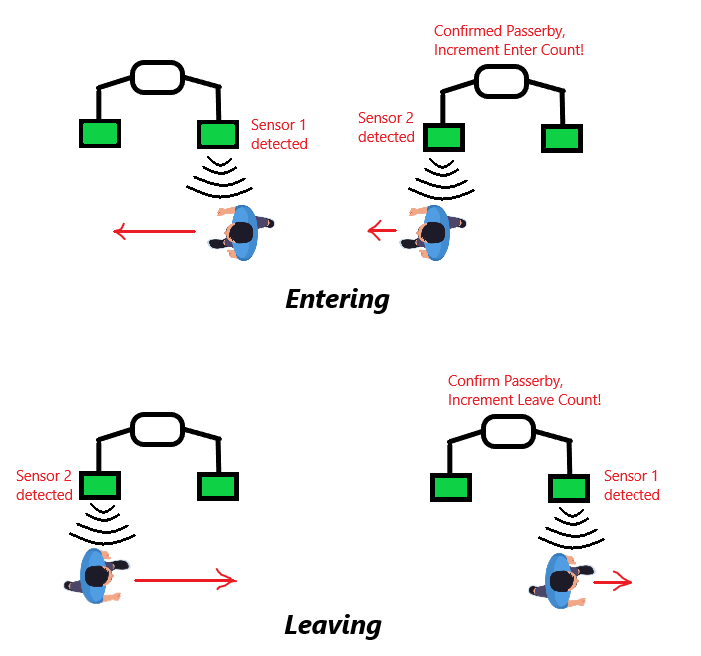 Confirmed Passerby,
Increment Enter Count!
Sensor 1
detected
Sensor 2
detected
Entering
Confirm Passerby,
Increment Leave Count!
Sensor 2
detected
Sensor 1
detected
Leaving